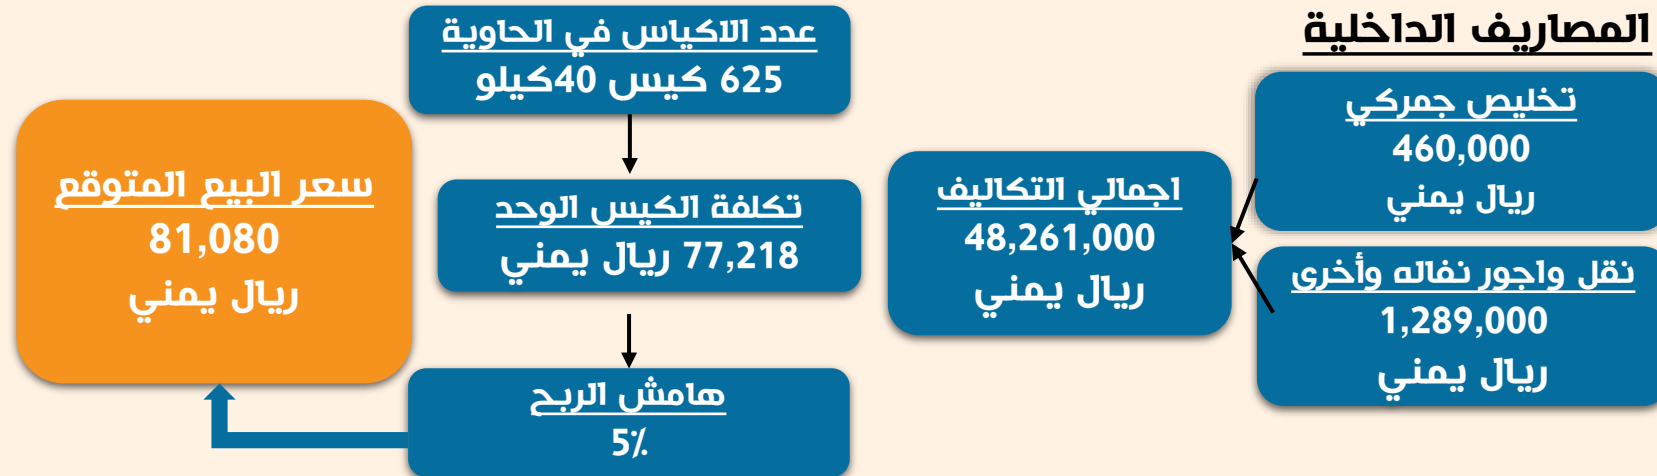 المصاريف الداخلية
تخليص جمركي
460,000
ريال يمني
نقل واجور نفاله وأخرى
1,289,000
ريال يمني
اجمالي التكاليف
48,261,000
ريال يمني
عدد الاكياس في الحاوية
625 كيس 40كيلو
تكلفة الكيس الوحد
77,218 ريال يمني
هامش الربح
5%
سعر البيع المتوقع
81,080
ريال يمني